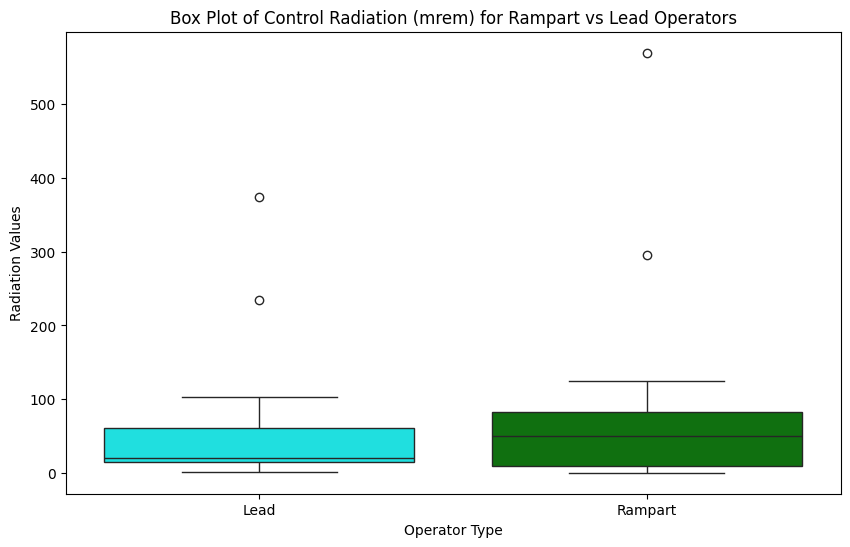 Box Plot of Control Radiation (mrem) for Rampart vs Lead Operators
500
400
300
200
100
0
Radiation Values
Lead
Rampart
Operator Type